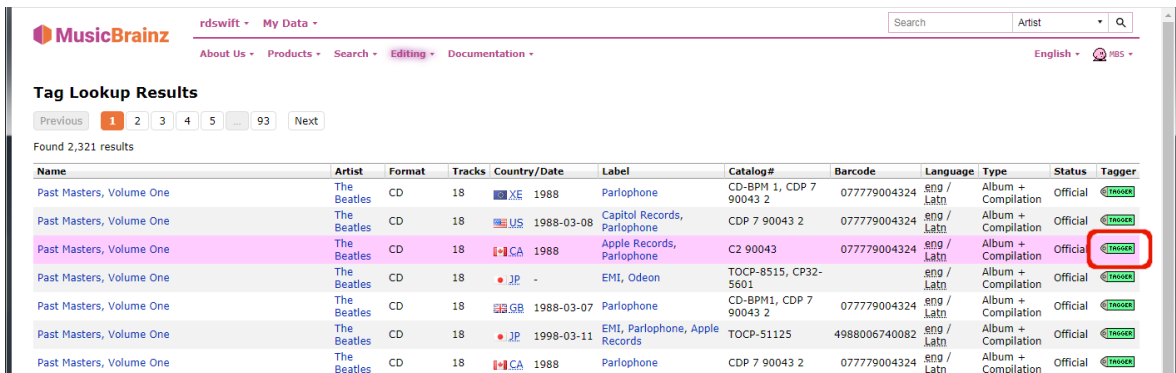 MusicBrainz
rdswift ▾ My Data ▾
Search Artist
About Us ▾ Products ▾ Search ▾ Editing ▾ Documentation ▾
English ▾ MBS ▾
Tag Lookup Results
Previous 1 2 3 4 5 ... 93 Next
Found 2,321 results
Name Artist Format Tracks Country/Date Label Catalog# Barcode Language Type Status Tagger
Past Masters, Volume One The Beatles CD 18 XE 1988 Parlophone CD-BPM 1, CDP 7 90043 2 077779004324 eng / Latn Album + Compilation Official TAGGER
Past Masters, Volume One The Beatles CD 18 US 1988-03-08 Capitol Records, Parlophone CDP 7 90043 2 077779004324 eng / Latn Album + Compilation Official TAGGER
Past Masters, Volume One The Beatles CD 18 CA 1988 Apple Records, Parlophone C2 90043 077779004324 eng / Latn Album + Compilation Official TAGGER
Past Masters, Volume One The Beatles CD 18 JP - EMI, Odeon TOCP-8515, CP32-5601 eng / Latn Album + Compilation Official TAGGER
Past Masters, Volume One The Beatles CD 18 GB 1988-03-07 Parlophone CD-BPM1, CDP 7 90043 2 077779004324 eng / Latn Album + Compilation Official TAGGER
Past Masters, Volume One The Beatles CD 18 JP 1998-03-11 EMI, Parlophone, Apple Records TOCP-51125 4988006740082 eng / Latn Album + Compilation Official TAGGER
Past Masters, Volume One The Beatles CD 18 CA 1988 Parlophone CDP 7 90043 2 077779004324 eng / Latn Album + Compilation Official TAGGER